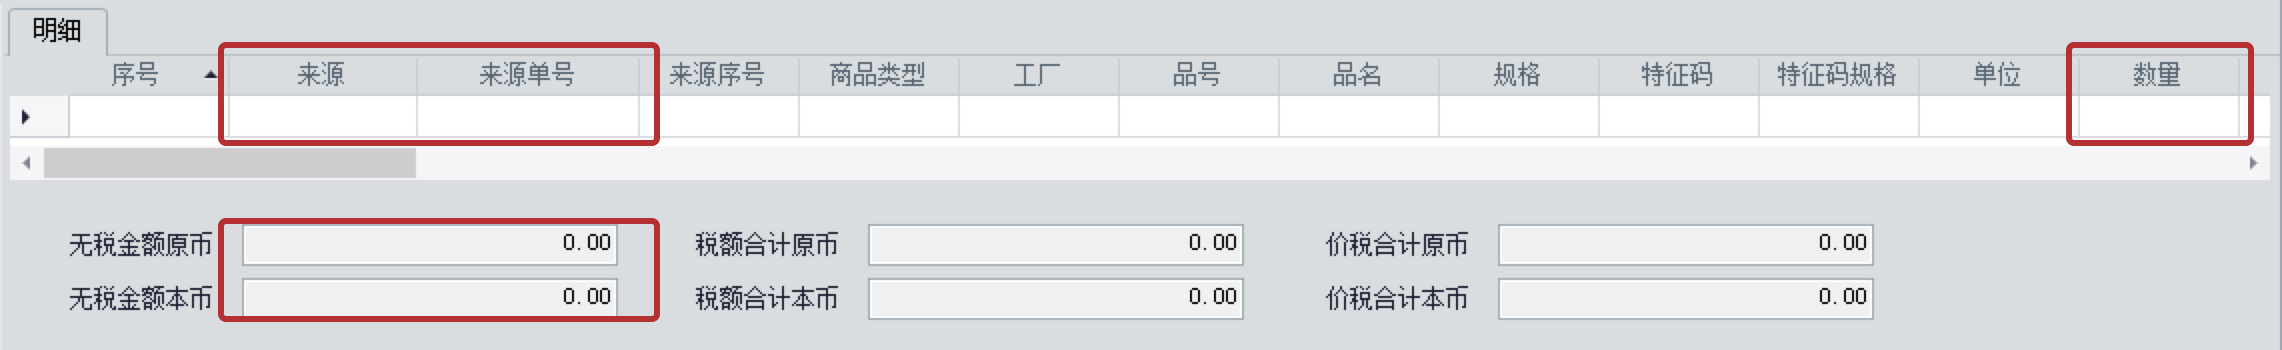 明细
序号 来源 来源单号 来源序号 商品类型 工厂 品号 品名 规格 特征码 特征码规格 单位 数量
无税金额原币 0.00 税额合计原币 0.00 价税合计原币 0.00
无税金额本币 0.00 税额合计本币 0.00 价税合计本币 0.00